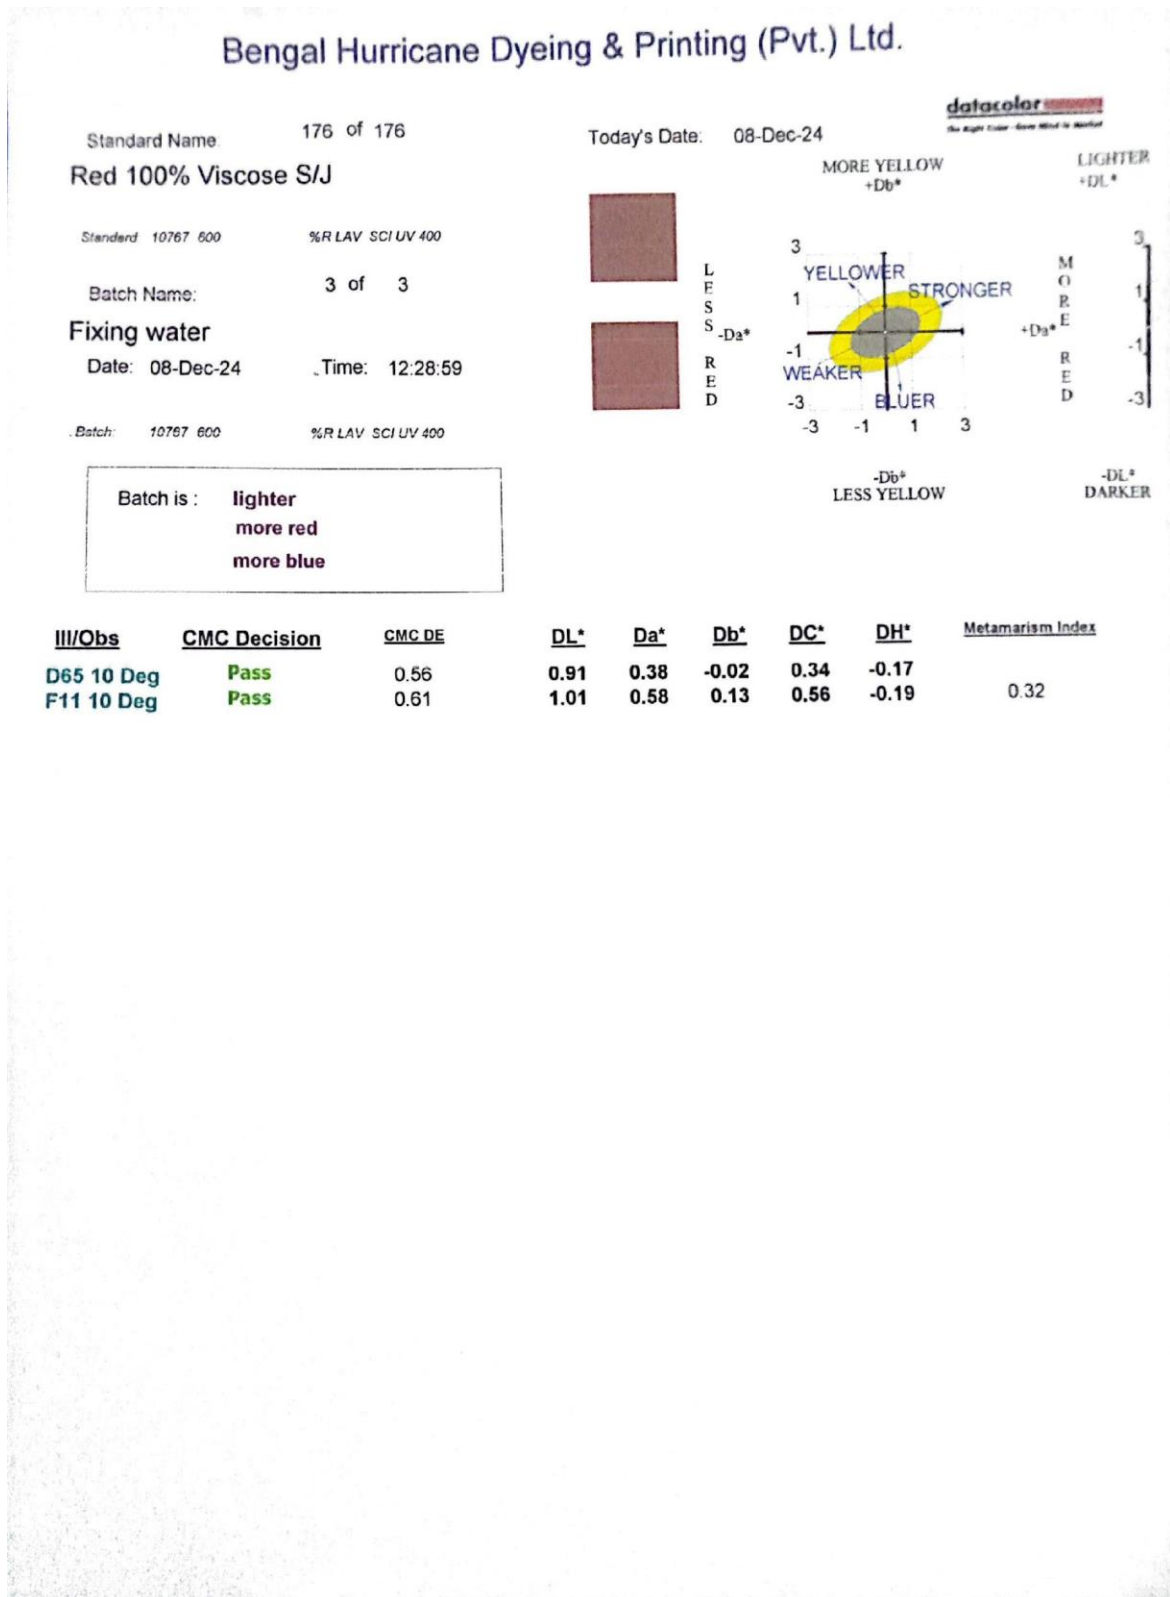 Bengal Hurricane Dyeing & Printing (Pvt.) Ltd.
datacolor
Standard Name: 176 of 176
Today's Date: 08-Dec-24
Red 100% Viscose S/J
MORE YELLOW
+Db*
LIGHTER
+DL*
Standard 10767 600 %R LAV SCI UV 400
Batch Name: 3 of 3
Fixing water
Date: 08-Dec-24 Time: 12:28:59
Batch: 10767 600 %R LAV SCI UV 400
LESS RED
-Da*
3
1
-1
-3
YELLOWER
STRONGER
WEAKER
BLUER
-3 -1 1 3
+Da*
MORE RED
3
1
-1
-3
-Db*
LESS YELLOW
-DL*
DARKER
Batch is : lighter
more red
more blue
Ill/Obs CMC Decision CMC DE DL* Da* Db* DC* DH* Metamarism Index
D65 10 Deg Pass 0.56 0.91 0.38 -0.02 0.34 -0.17
F11 10 Deg Pass 0.61 1.01 0.58 0.13 0.56 -0.19 0.32